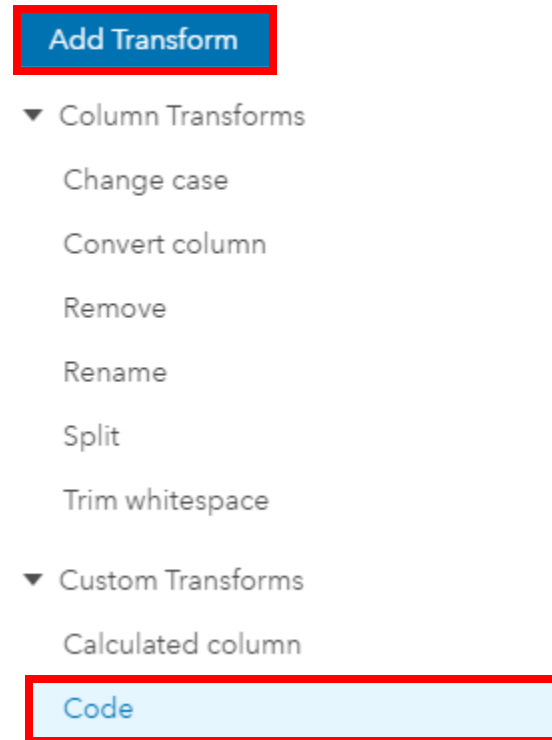 Add Transform
Column Transforms
Change case
Convert column
Remove
Rename
Split
Trim whitespace
Custom Transforms
Calculated column
Code